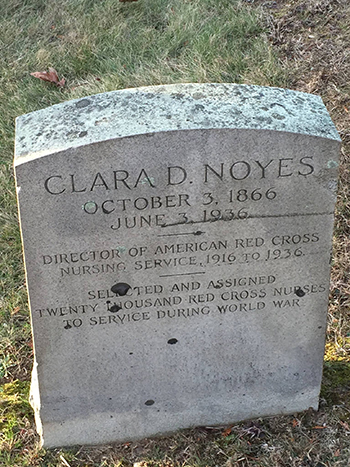 CLARA D. NOYES
OCTOBER 3, 1866
JUNE 3, 1936
DIRECTOR OF AMERICAN RED CROSS
NURSING SERVICE, 1916 TO 1936.
SELECTED AND ASSIGNED
TWENTY THOUSAND RED CROSS NURSES
TO SERVICE DURING WORLD WAR